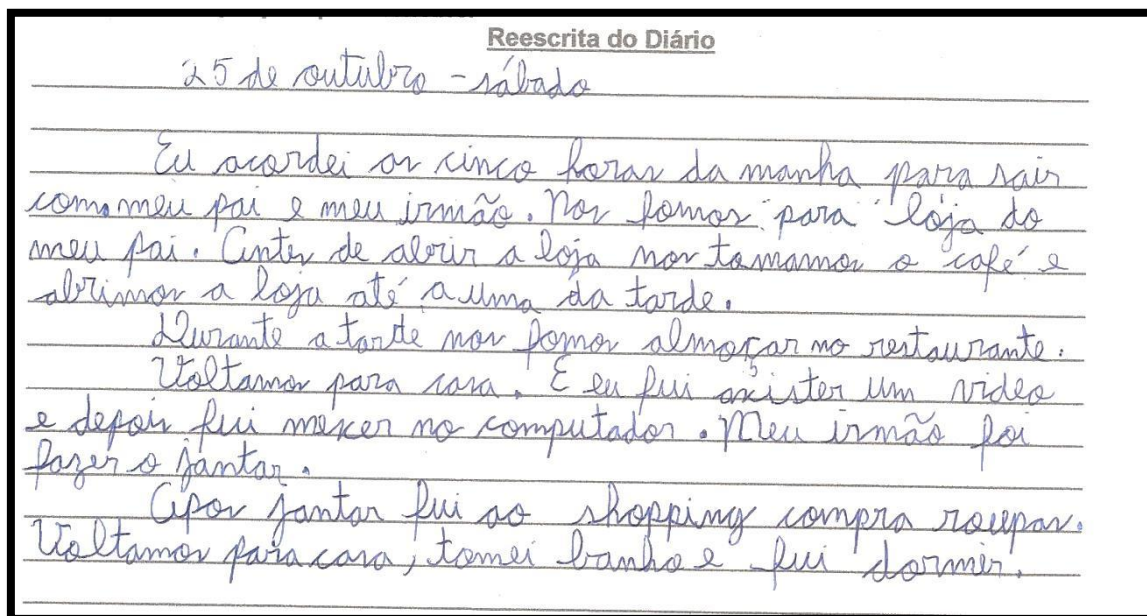 Reescrita do Diário
25 de outubro - sábado
Eu acordei as cinco horas da manha para sair
com meu pai e meu irmão. Nos fomos para loja do
meu pai. Antes de abrir a loja nos tomamos o café e
abrimos a loja até a uma da tarde.
Durante a tarde nos fomos almoçar no restaurante.
Voltamos para casa. E eu fui axister um video
e depois fui mexer no computador. Meu irmão foi
fazer o jantar.
Apos jantar fui ao shopping compra roupas.
Voltamos para casa, tomei banho e fui dormir.